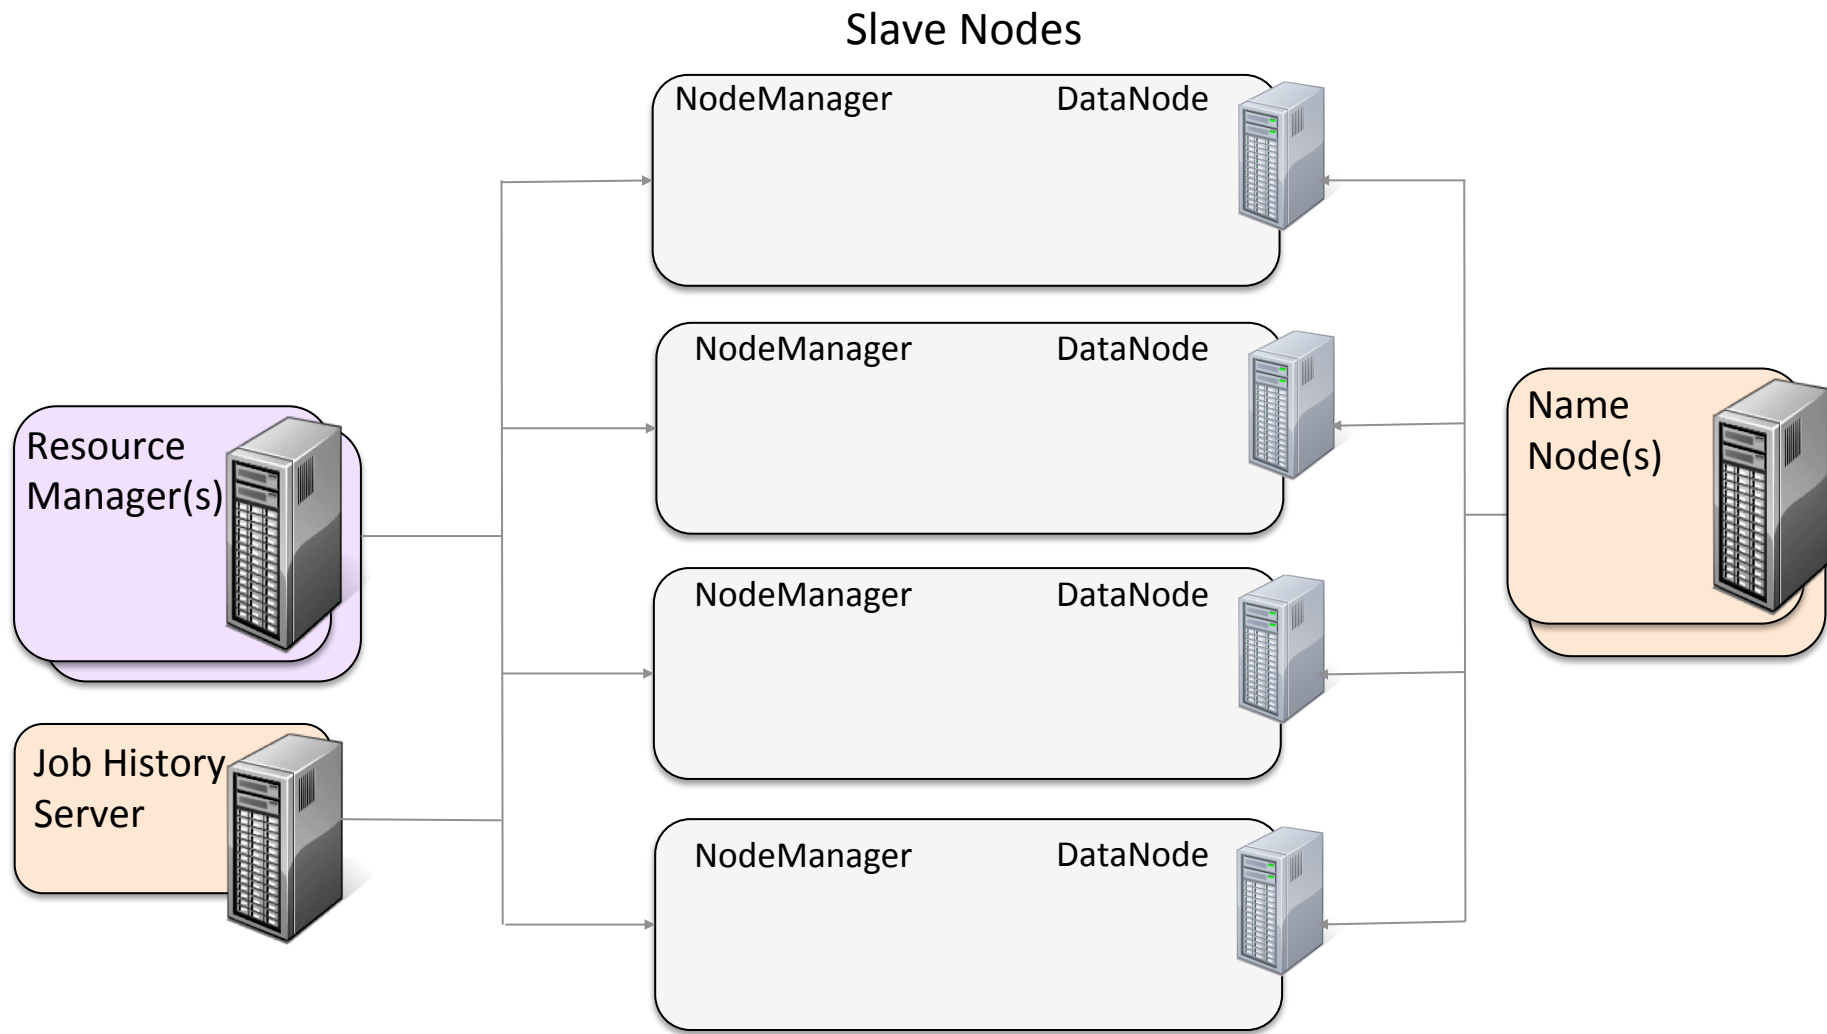 Slave Nodes
NodeManager DataNode
NodeManager DataNode
NodeManager DataNode
NodeManager DataNode
Resource
Manager(s)
Job History
Server
Name
Node(s)